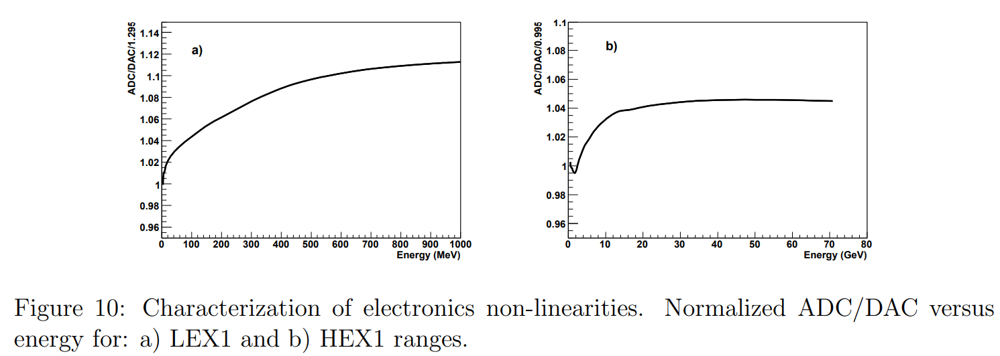 ADC/DAC/1.295
1.14
1.12
1.1
1.08
1.06
1.04
1.02
1
0.98
0.96
a)
0 100 200 300 400 500 600 700 800 900 1000
Energy (MeV)
ADC/DAC/0.995
1.1
1.08
1.06
1.04
1.02
1
0.98
0.96
b)
0 10 20 30 40 50 60 70 80
Energy (GeV)
Figure 10: Characterization of electronics non-linearities. Normalized ADC/DAC versus
energy for: a) LEX1 and b) HEX1 ranges.